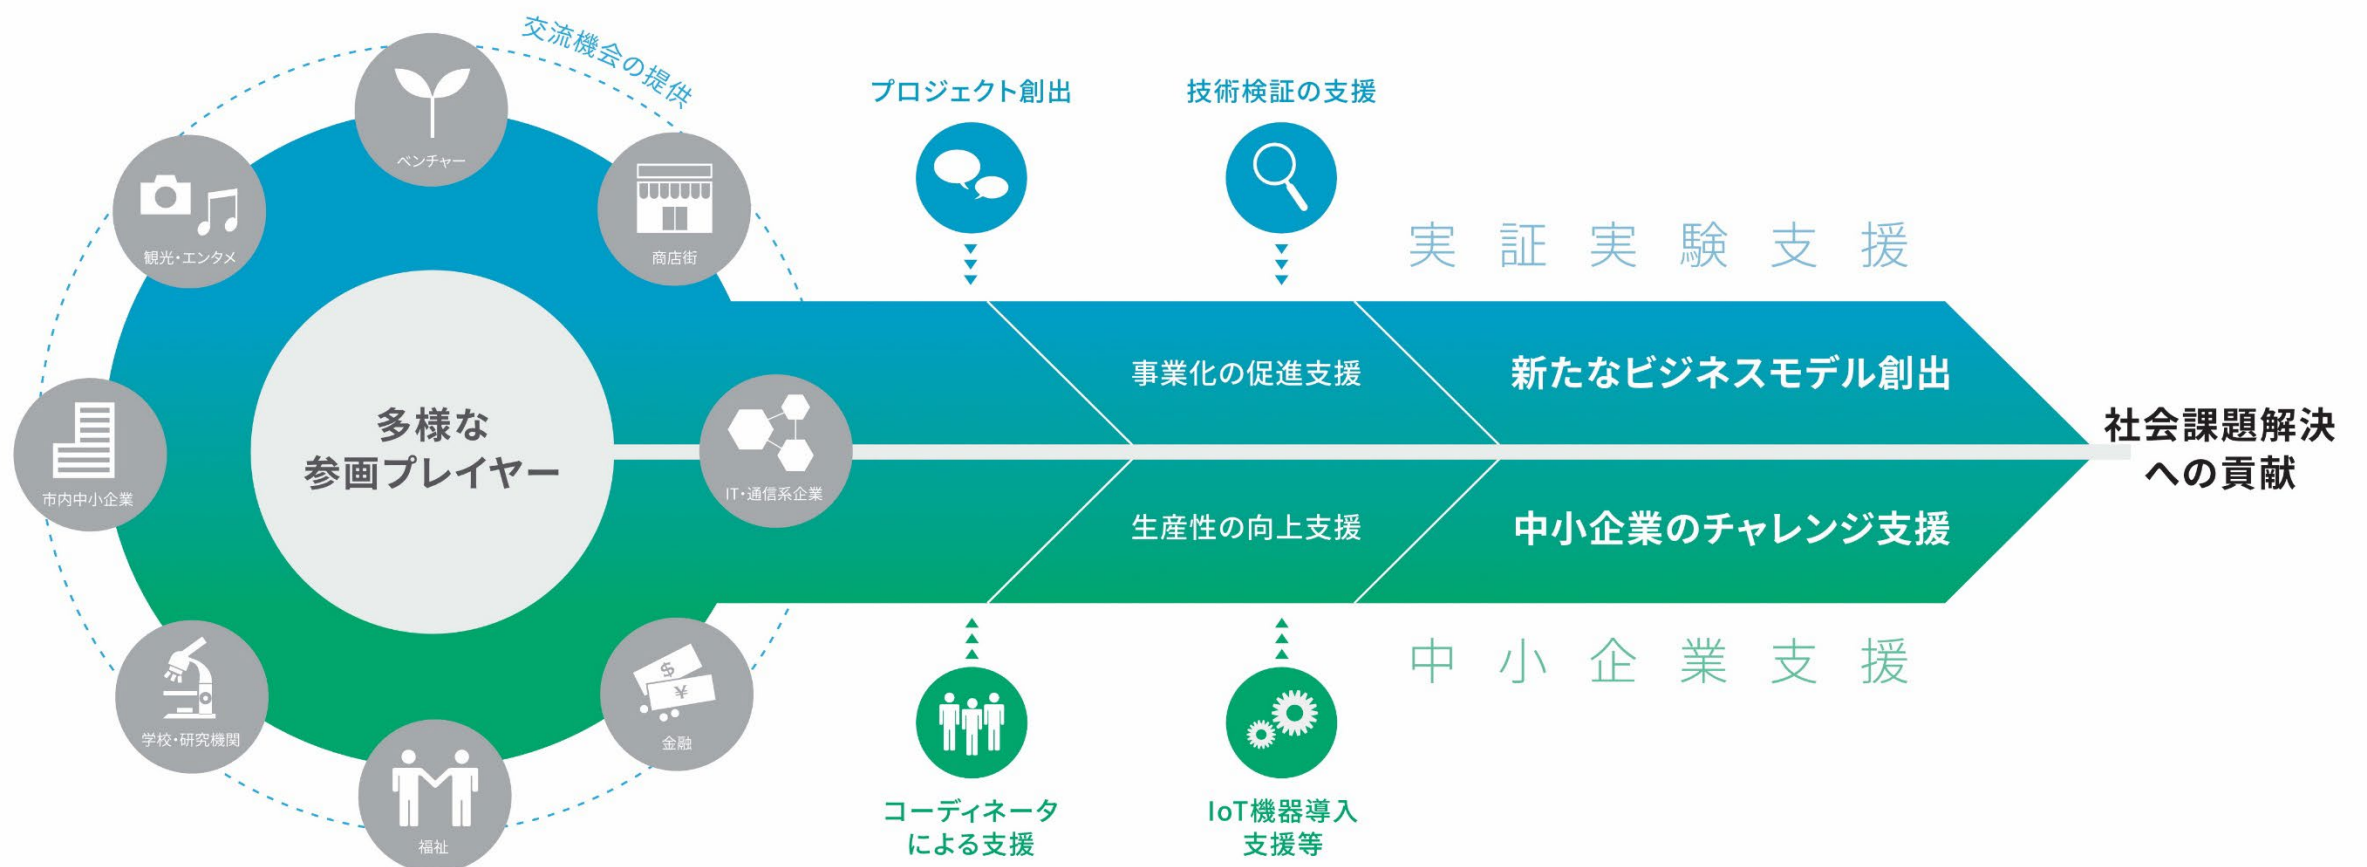 交流機会の提供
ベンチャー
観光・エンタメ
商店街
市内中小企業
多様な
参画プレイヤー
IT・通信系企業
学校・研究機関
金融
福祉
プロジェクト創出
技術検証の支援
実証実験支援
事業化の促進支援
新たなビジネスモデル創出
社会課題解決
への貢献
生産性の向上支援
中小企業のチャレンジ支援
中小企業支援
コーディネータ
による支援
IoT機器導入
支援等
$
¥